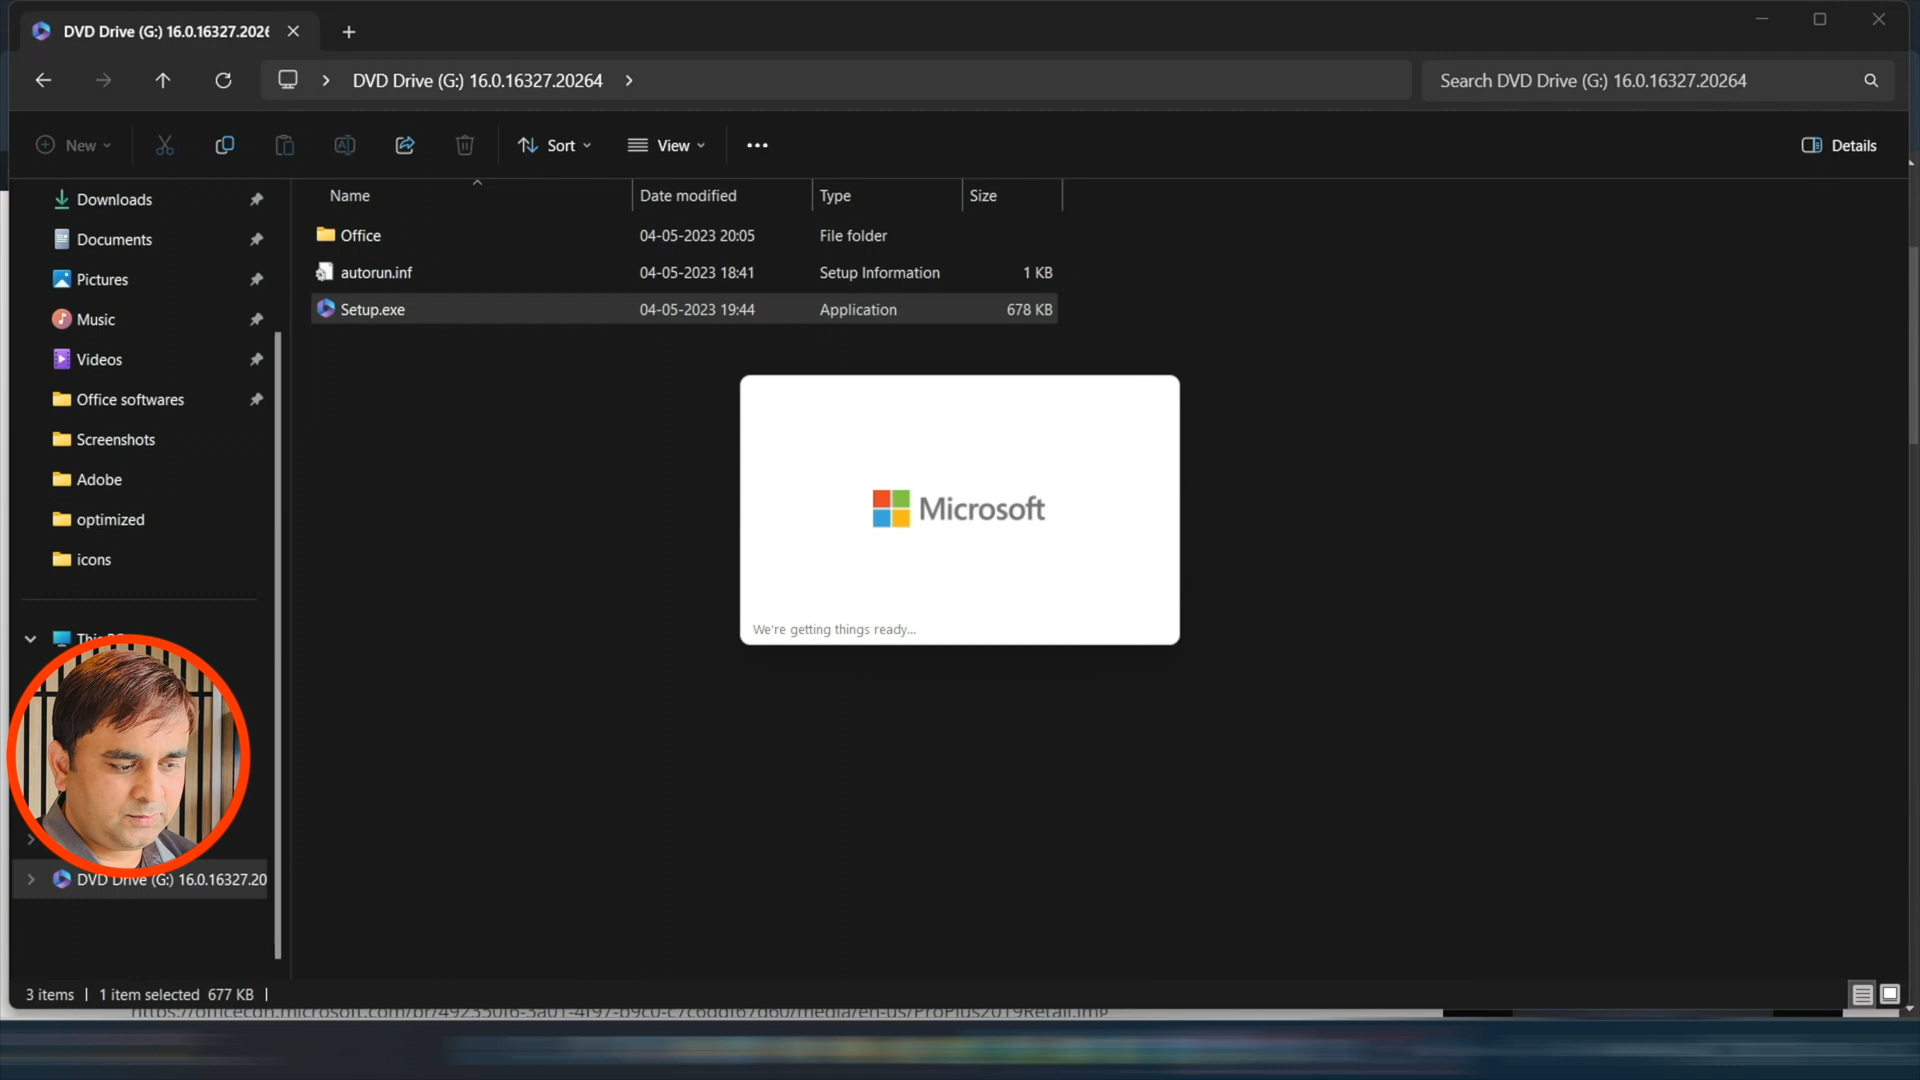 DVD Drive (G:) 16.0.16327.2026
DVD Drive (G:) 16.0.16327.20264
Search DVD Drive (G:) 16.0.16327.20264
New
Sort
View
Details
Name
Date modified
Type
Size
Downloads
Documents
Pictures
Music
Videos
Office softwares
Screenshots
Adobe
optimized
icons
DVD Drive (G:) 16.0.16327.20
Office 04-05-2023 20:05 File folder
autorun.inf 04-05-2023 18:41 Setup Information 1 KB
Setup.exe 04-05-2023 19:44 Application 678 KB
Microsoft
We're getting things ready...
3 items 1 item selected 677 KB